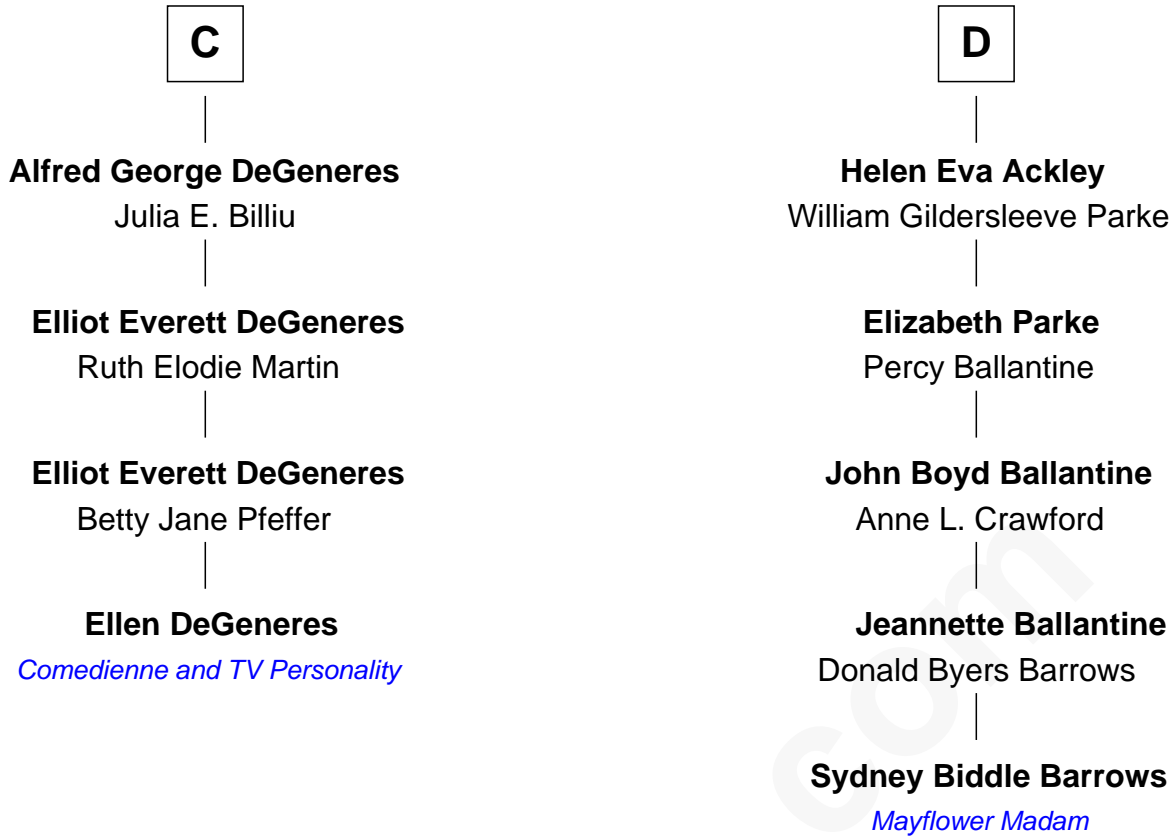 C
Alfred George DeGeneres
Julia E. Billiu
Elliot Everett DeGeneres
Ruth Elodie Martin
Elliot Everett DeGeneres
Betty Jane Pfeffer
Ellen DeGeneres
Comedienne and TV Personality
D
Helen Eva Ackley
William Gildersleeve Parke
Elizabeth Parke
Percy Ballantine
John Boyd Ballantine
Anne L. Crawford
Jeannette Ballantine
Donald Byers Barrows
Sydney Biddle Barrows
Mayflower Madam
com